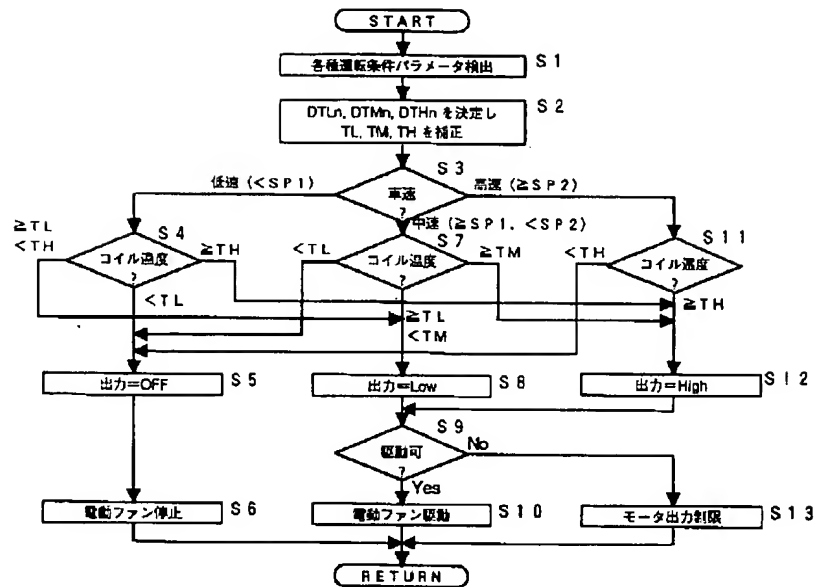 START
各種運転条件パラメータ検出 S1
DTLn, DTMn, DTHn を決定し S2
TL, TM, TH を補正
S3
低速 (<SP1)
車速
?
高速 (≧SP2)
中速 (≧SP1, <SP2)
≧TL
<TH
S4
コイル温度
?
≧TH
<TL
<TL
S7
コイル温度
?
≧TM
≧TL
<TM
<TH
S11
コイル温度
?
≧TH
出力=OFF S5
出力=Low S8
出力=High S12
S9
駆動可
?
No
Yes
電動ファン停止 S6
電動ファン駆動 S10
モータ出力制限 S13
RETURN